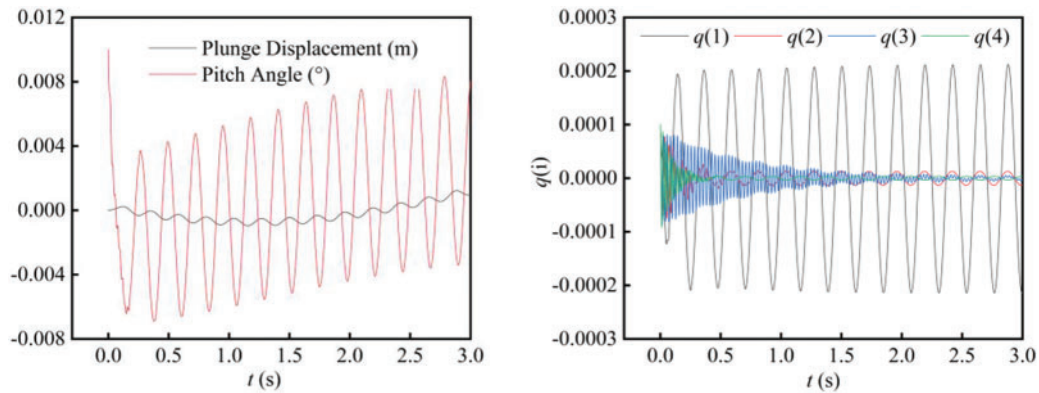 0.012
0.008
0.004
0.000
-0.004
-0.008
Plunge Displacement (m)
Pitch Angle (°)
0.0 0.5 1.0 1.5 2.0 2.5 3.0
t (s)
0.0003
0.0002
0.0001
0.0000
-0.0001
-0.0002
-0.0003
q(i)
q(1) q(2) q(3) q(4)
0.0 0.5 1.0 1.5 2.0 2.5 3.0
t (s)